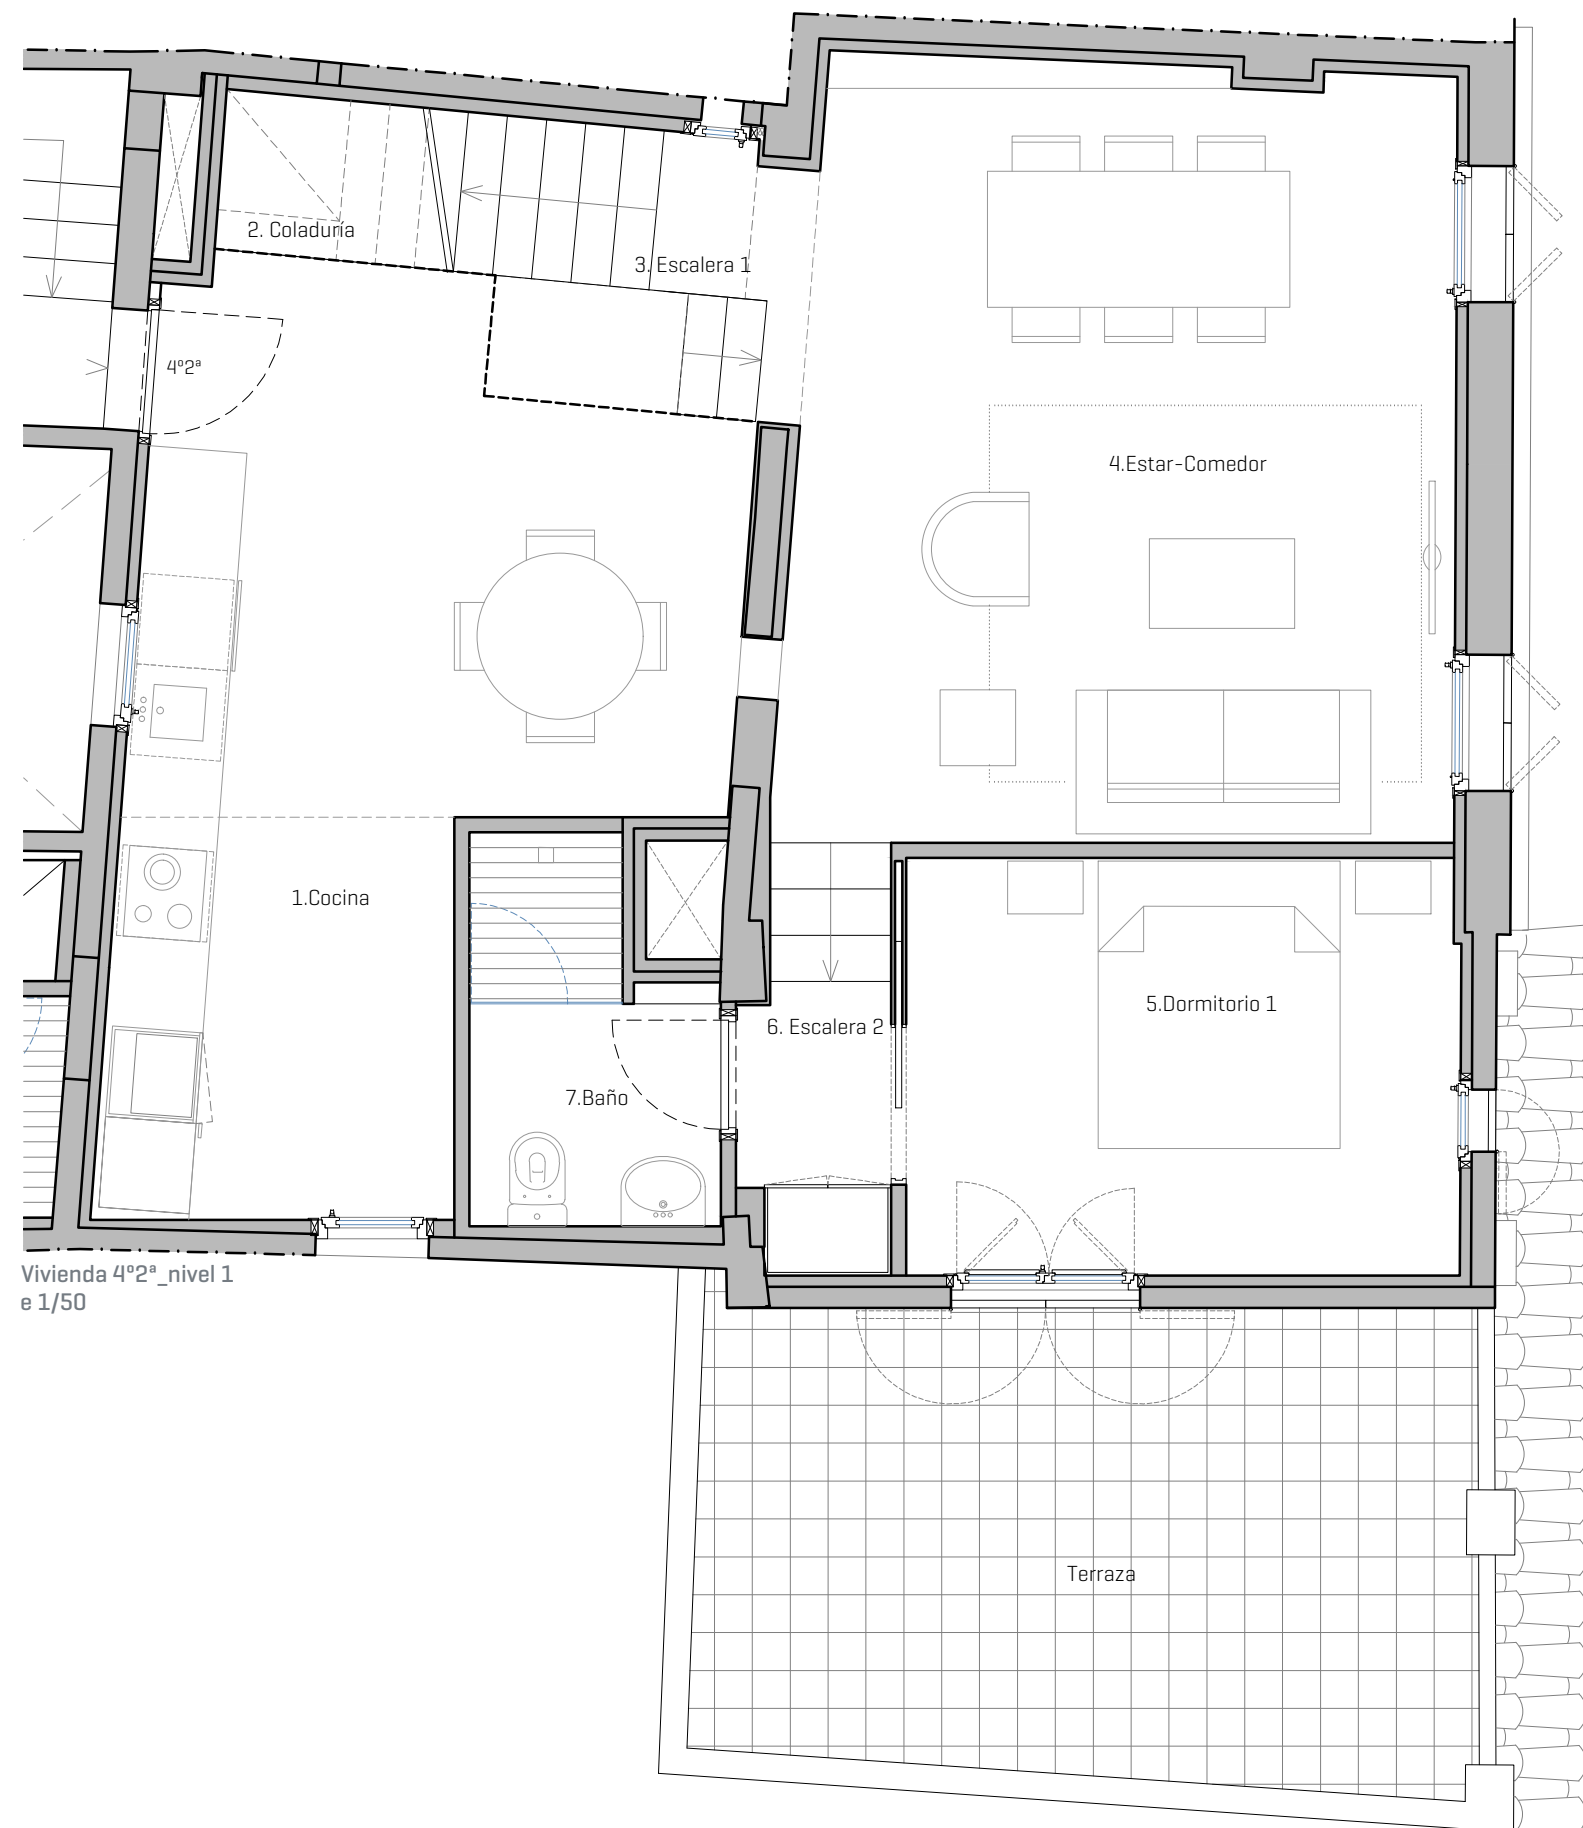 2. Coladuría
3. Escalera 1
4º2ª
4.Estar-Comedor
1.Cocina
5.Dormitorio 1
6. Escalera 2
7.Baño
Vivienda 4º2ª_nivel 1
e 1/50
Terraza